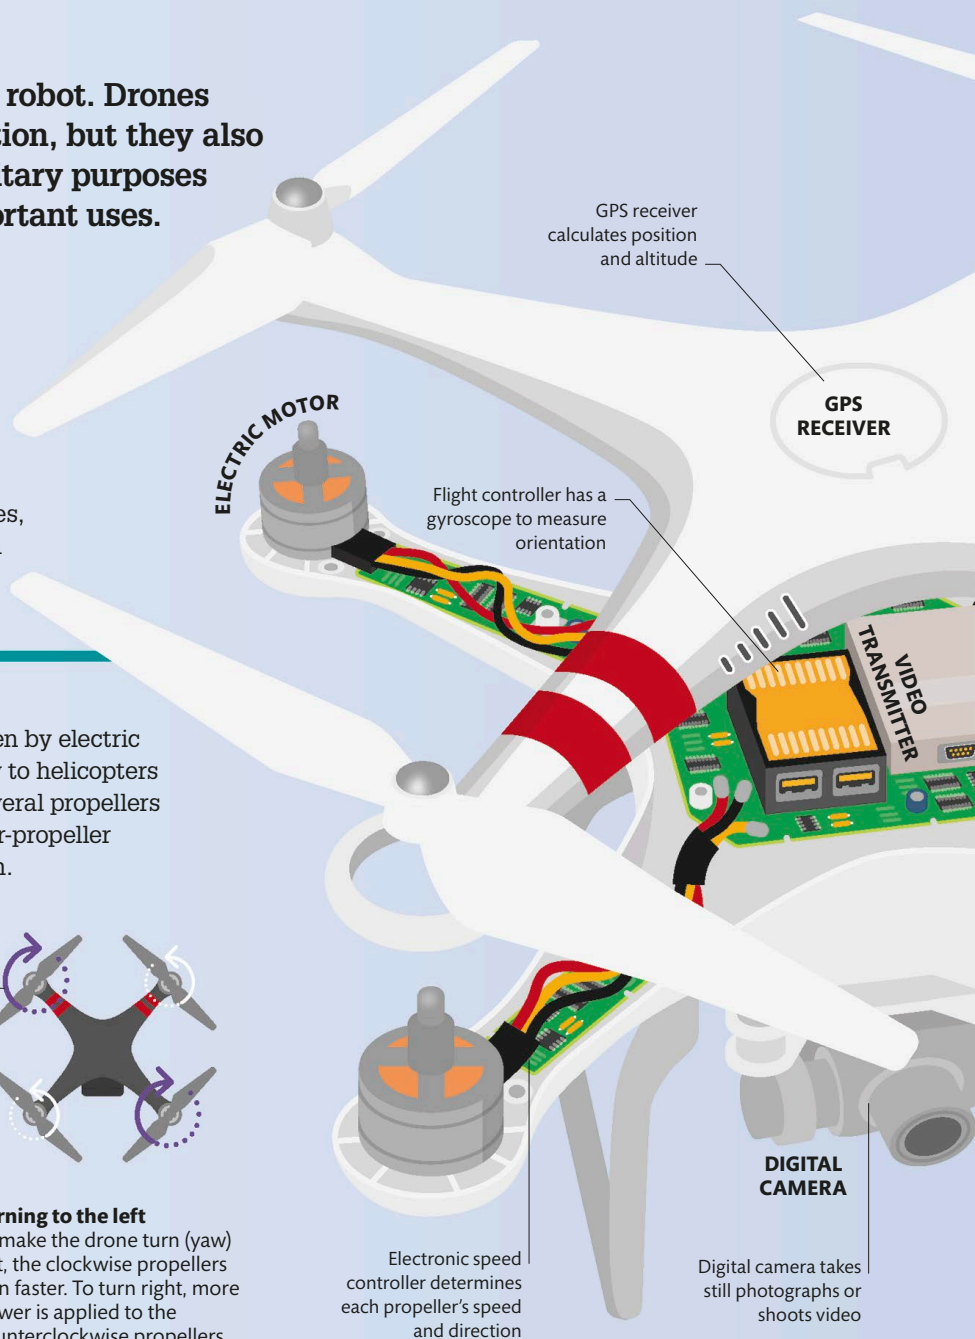 robot. Drones
tion, but they also
tary purposes
ortant uses.
GPS receiver
calculates position
and altitude
GPS
RECEIVER
ELECTRIC MOTOR
Flight controller has a
gyroscope to measure
orientation
es,
VIDEO
TRANSMITTER
en by electric
to helicopters
veral propellers
r-propeller
n.
rning to the left
make the drone turn (yaw)
t, the clockwise propellers
n faster. To turn right, more
wer is applied to the
unterclockwise propellers
Electronic speed
controller determines
each propeller's speed
and direction
DIGITAL
CAMERA
Digital camera takes
still photographs or
shoots video